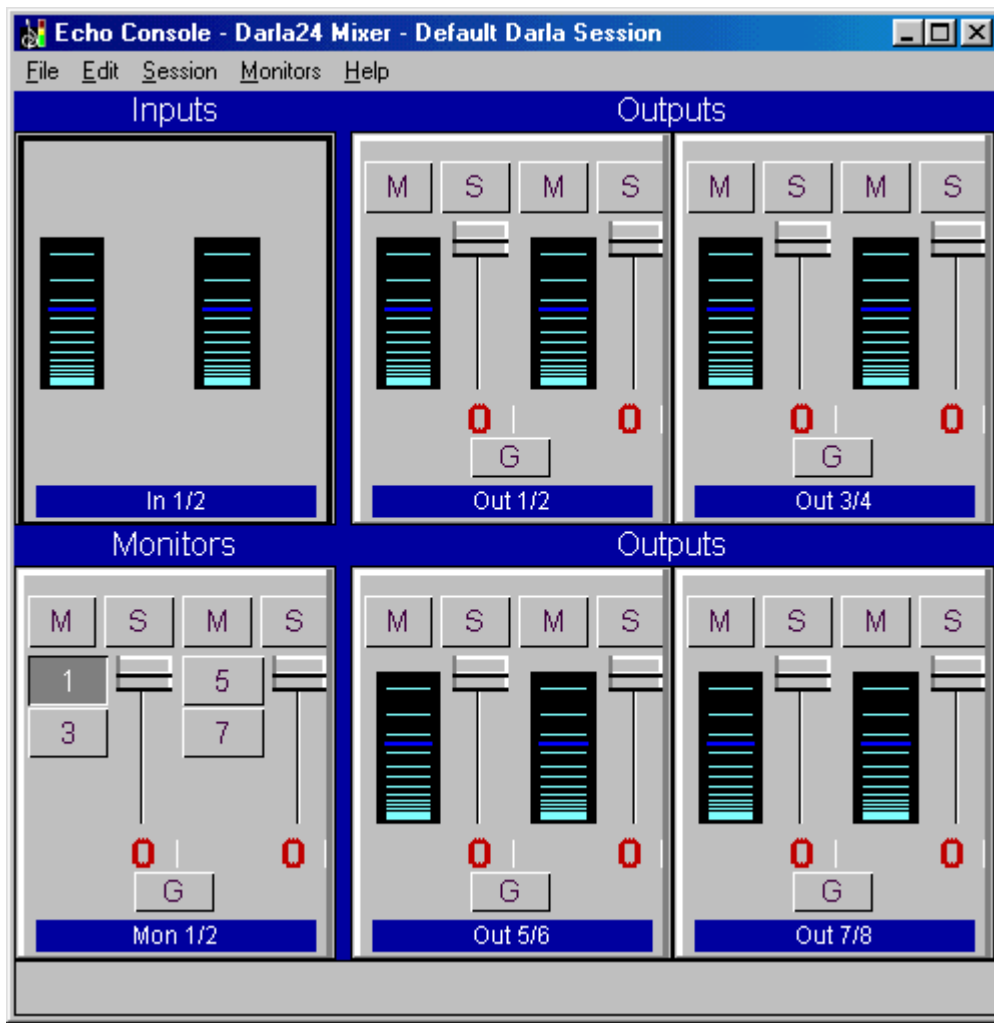 Echo Console - Darla24 Mixer - Default Darla Session
File Edit Session Monitors Help
Inputs Outputs
M S M S M S M S
0 0 0 0
G G
In 1/2 Out 1/2 Out 3/4
Monitors Outputs
M S M S M S M S M S M S
1 5
3 7
0 0 0 0 0 0
G G G
Mon 1/2 Out 5/6 Out 7/8